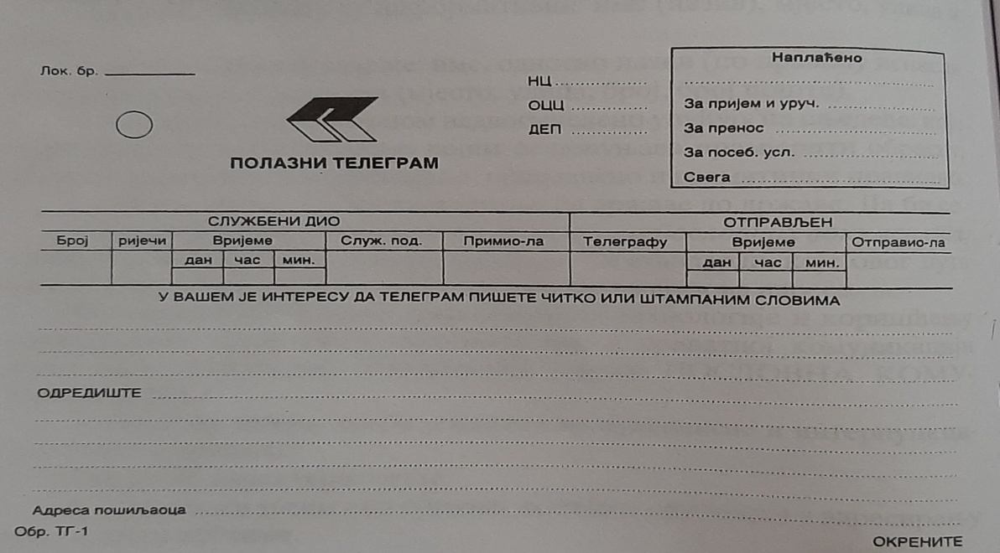 Лок. бр.
НЦ
ОЦЦ
ДЕП
Наплаћено
За пријем и уруч.
За пренос
За посеб. усл.
Свега
ПОЛАЗНИ ТЕЛЕГРАМ
СЛУЖБЕНИ ДИО ОТПРАВЉЕН
Број ријечи Вријеме Служ. под. Примио-ла Телеграфу Вријеме Отправио-ла
дан час мин. дан час мин.
У ВАШЕМ ЈЕ ИНТЕРЕСУ ДА ТЕЛЕГРАМ ПИШЕТЕ ЧИТКО ИЛИ ШТАМПАНИМ СЛОВИМА
ОДРЕДИШТЕ
Адреса пошиљаоца
Обр. ТГ-1
ОКРЕНИТЕ